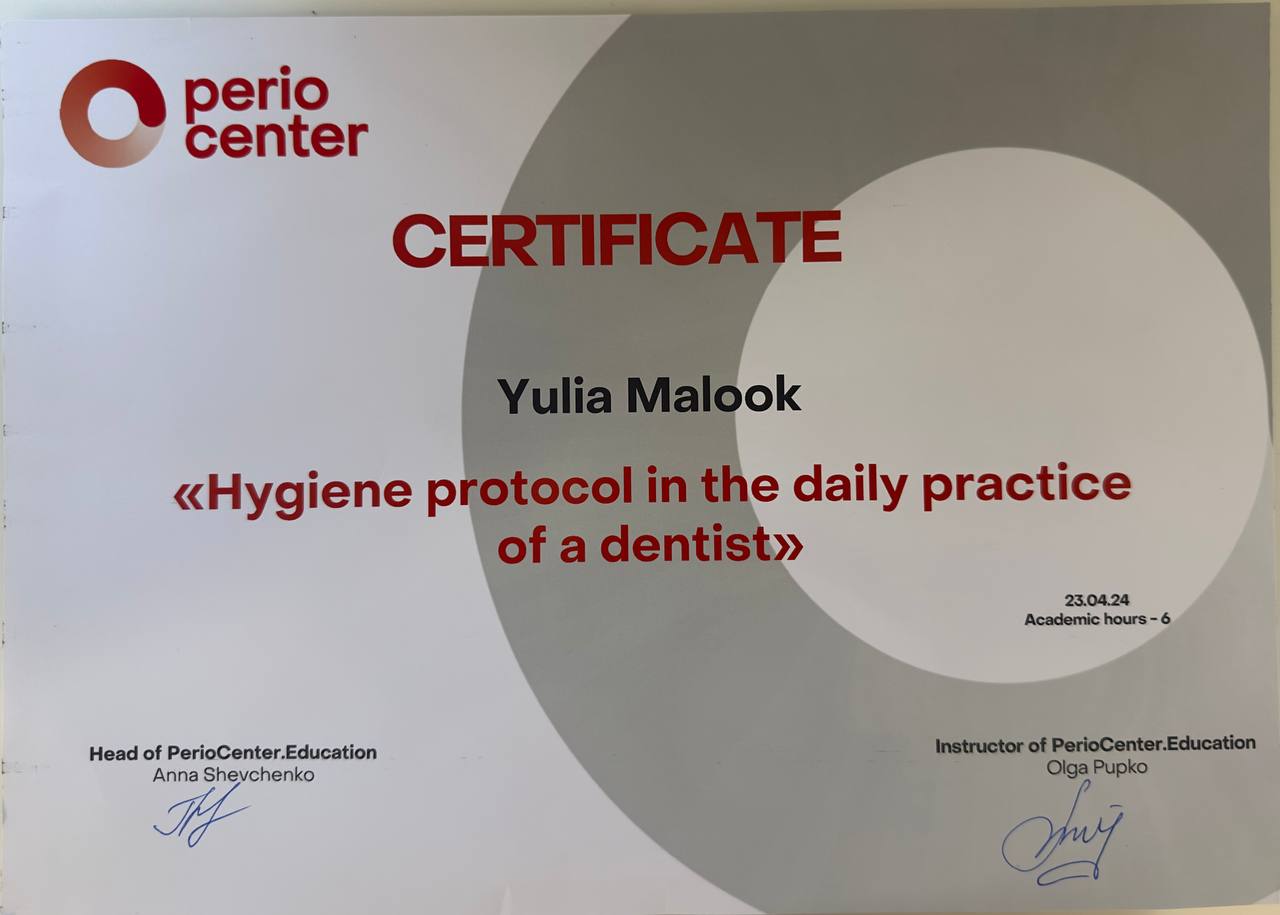 perio
center
CERTIFICATE
Yulia Malook
«Hygiene protocol in the daily practice
of a dentist»
23.04.24
Academic hours - 6
Head of PerioCenter.Education
Anna Shevchenko
Instructor of PerioCenter.Education
Olga Pupko